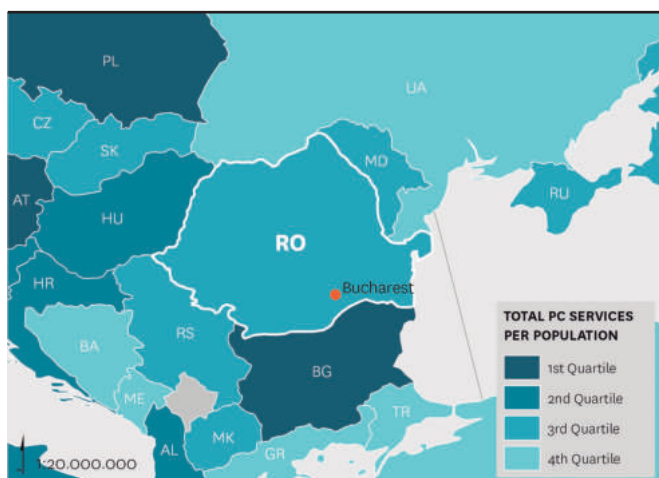 PL
UA
CZ
SK
MD
AT
HU
RU
RO
HR
Bucharest
BA
RS
BG
ME
TR
AL
MK
GR
1:20.000.000
TOTAL PC SERVICES
PER POPULATION
1st Quartile
2nd Quartile
3rd Quartile
4th Quartile